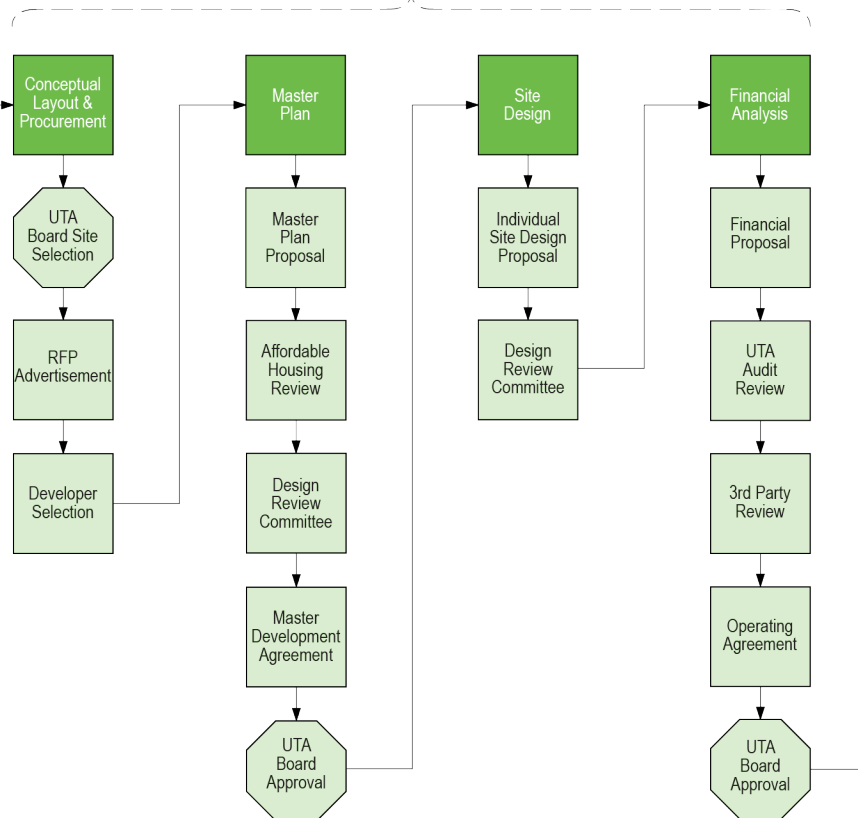 Conceptual
Layout &
Procurement
UTA
Board Site
Selection
RFP
Advertisement
Developer
Selection
Master
Plan
Master
Plan
Proposal
Affordable
Housing
Review
Design
Review
Committee
Master
Development
Agreement
UTA
Board
Approval
Site
Design
Individual
Site Design
Proposal
Design
Review
Committee
Financial
Analysis
Financial
Proposal
UTA
Audit
Review
3rd Party
Review
Operating
Agreement
UTA
Board
Approval